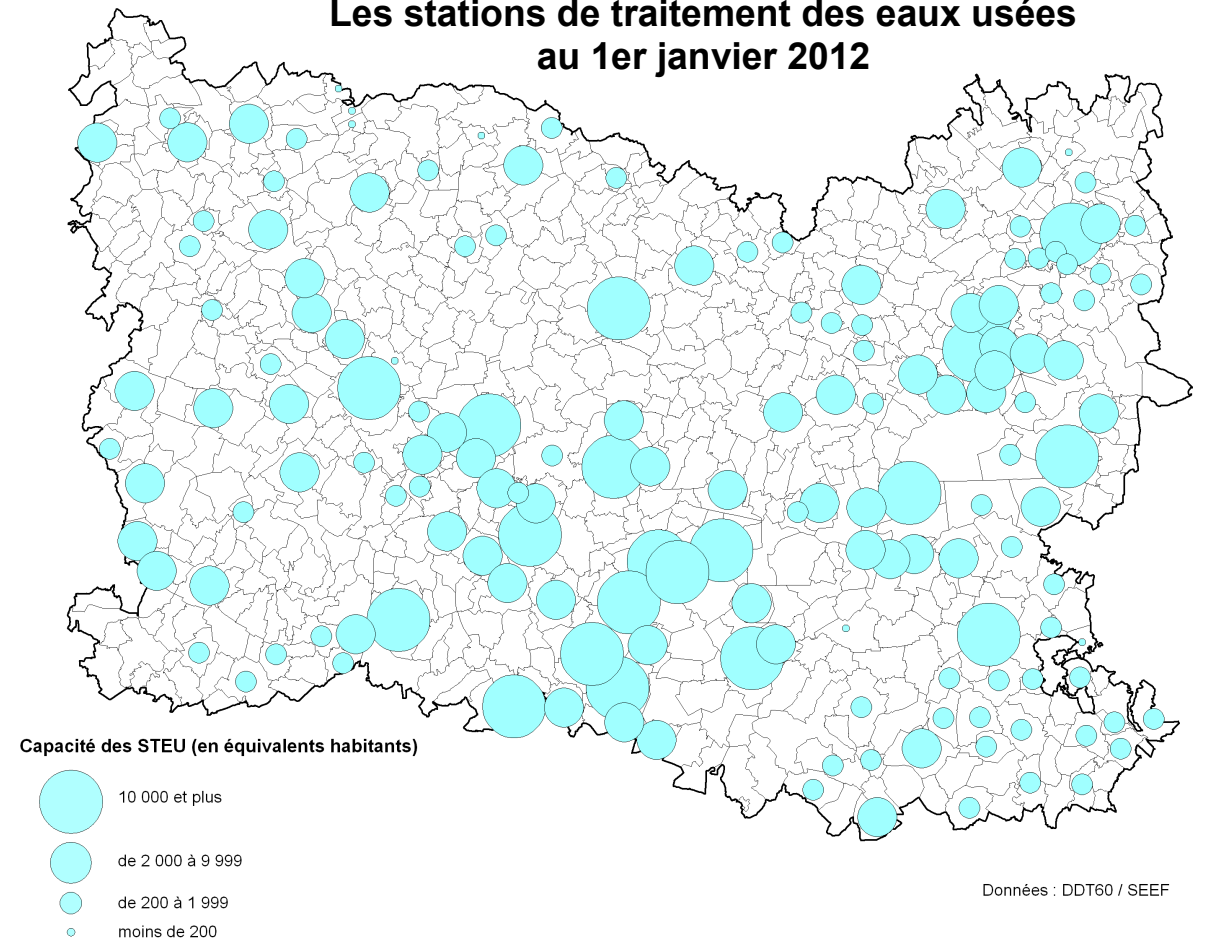 Les stations de traitement des eaux usées
au 1er janvier 2012
Capacité des STEU (en équivalents habitants)
10 000 et plus
de 2 000 à 9 999
de 200 à 1 999
moins de 200
Données : DDT60 / SEEF